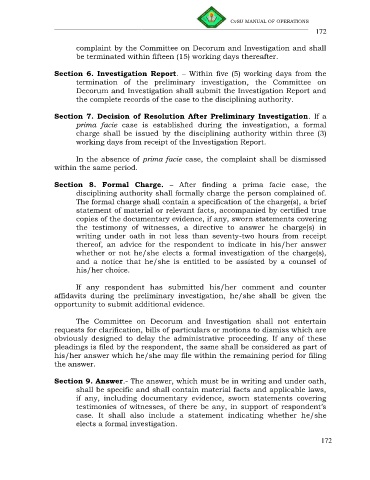 CNSU MANUAL OF OPERATIONS
172
complaint by the Committee on Decorum and Investigation and shall
be terminated within fifteen (15) working days thereafter.
Section 6. Investigation Report. – Within five (5) working days from the
termination of the preliminary investigation, the Committee on
Decorum and Investigation shall submit the Investigation Report and
the complete records of the case to the disciplining authority.
Section 7. Decision of Resolution After Preliminary Investigation. If a
prima facie case is established during the investigation, a formal
charge shall be issued by the disciplining authority within three (3)
working days from receipt of the Investigation Report.
In the absence of prima facie case, the complaint shall be dismissed
within the same period.
Section 8. Formal Charge. – After finding a prima facie case, the
disciplining authority shall formally charge the person complained of.
The formal charge shall contain a specification of the charge(s), a brief
statement of material or relevant facts, accompanied by certified true
copies of the documentary evidence, if any, sworn statements covering
the testimony of witnesses, a directive to answer he charge(s) in
writing under oath in not less than seventy-two hours from receipt
thereof, an advice for the respondent to indicate in his/her answer
whether or not he/she elects a formal investigation of the charge(s),
and a notice that he/she is entitled to be assisted by a counsel of
his/her choice.
If any respondent has submitted his/her comment and counter
affidavits during the preliminary investigation, he/she shall be given the
opportunity to submit additional evidence.
The Committee on Decorum and Investigation shall not entertain
requests for clarification, bills of particulars or motions to dismiss which are
obviously designed to delay the administrative proceeding. If any of these
pleadings is filed by the respondent, the same shall be considered as part of
his/her answer which he/she may file within the remaining period for filing
the answer.
Section 9. Answer.- The answer, which must be in writing and under oath,
shall be specific and shall contain material facts and applicable laws,
if any, including documentary evidence, sworn statements covering
testimonies of witnesses, of there be any, in support of respondent's
case. It shall also include a statement indicating whether he/she
elects a formal investigation.
172